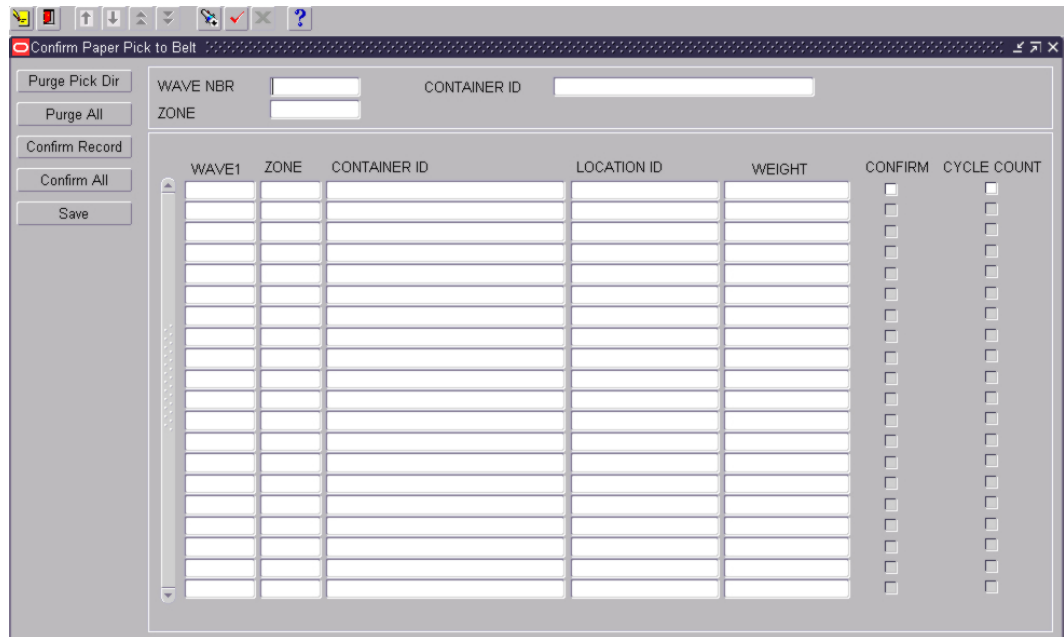 Confirm Paper Pick to Belt
Purge Pick Dir
Purge All
Confirm Record
Confirm All
Save
WAVE NBR CONTAINER ID
ZONE
WAVE1 ZONE CONTAINER ID LOCATION ID WEIGHT CONFIRM CYCLE COUNT